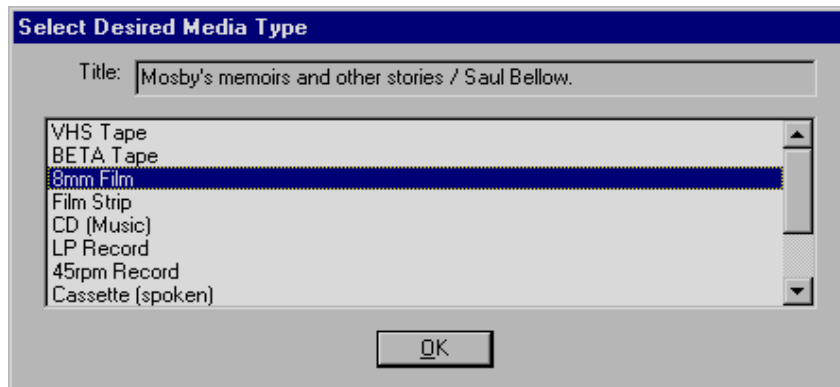 Select Desired Media Type
Title: Mosby's memoirs and other stories / Saul Bellow.
VHS Tape
BETA Tape
8mm Film
Film Strip
CD (Music)
LP Record
45rpm Record
Cassette (spoken)
OK